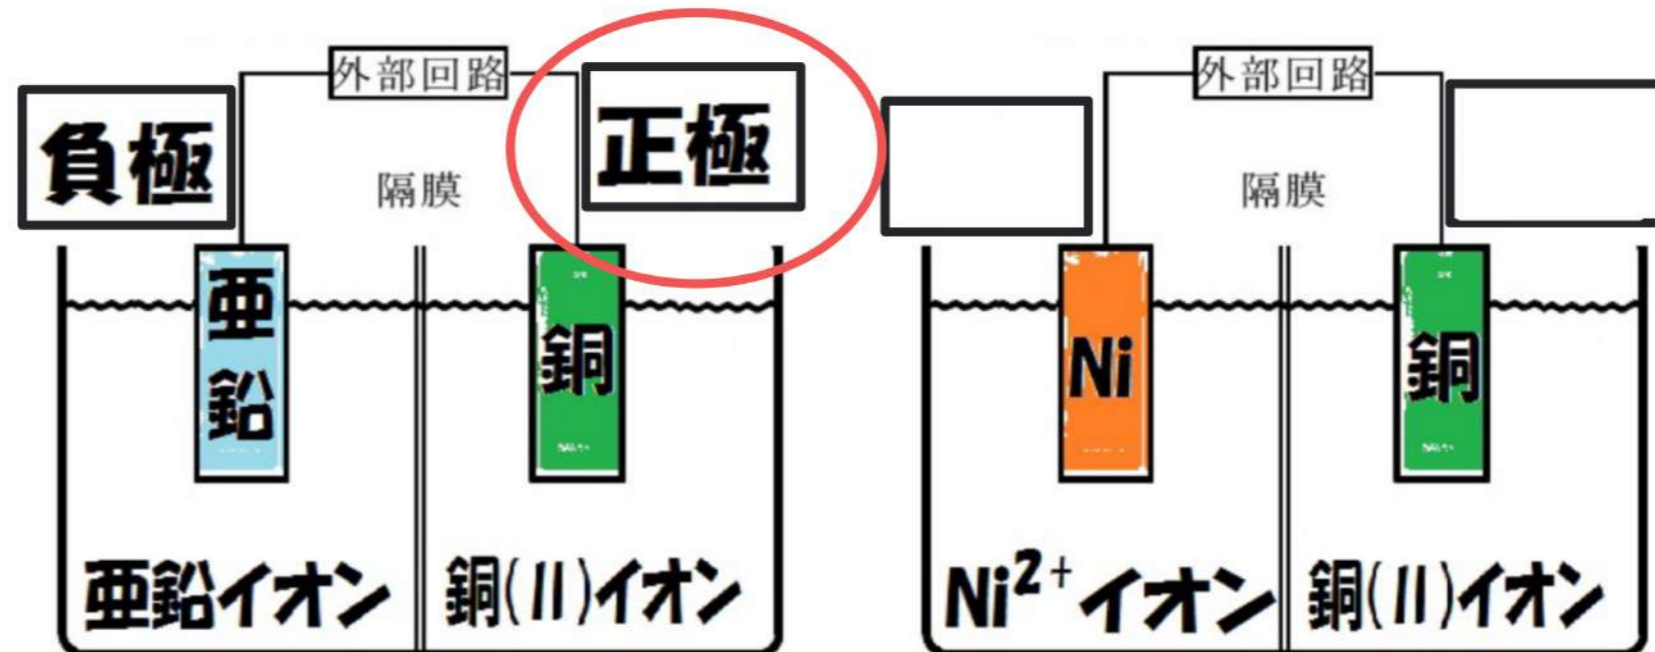 外部回路
負極
正極
隔膜
亜鉛
銅
亜鉛イオン
銅(II)イオン
外部回路
隔膜
Ni
銅
Ni²⁺イオン
銅(II)イオン